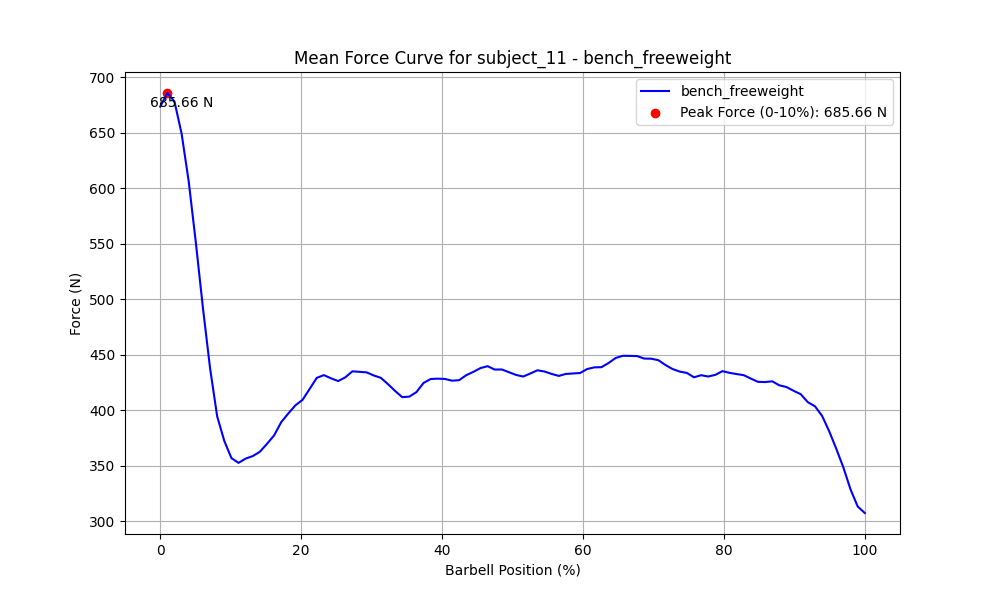 Mean Force Curve for subject_11 - bench_freeweight
bench_freeweight
Peak Force (0-10%): 685.66 N
685.66 N
700
650
600
550
500
450
400
350
300
Force (N)
0 20 40 60 80 100
Barbell Position (%)